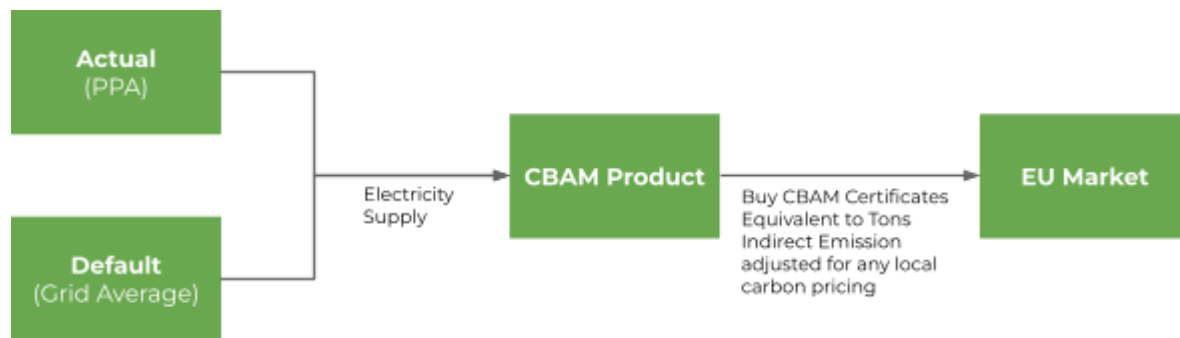 Actual
(PPA)
Default
(Grid Average)
Electricity
Supply
CBAM Product
Buy CBAM Certificates
Equivalent to Tons
Indirect Emission
adjusted for any local
carbon pricing
EU Market